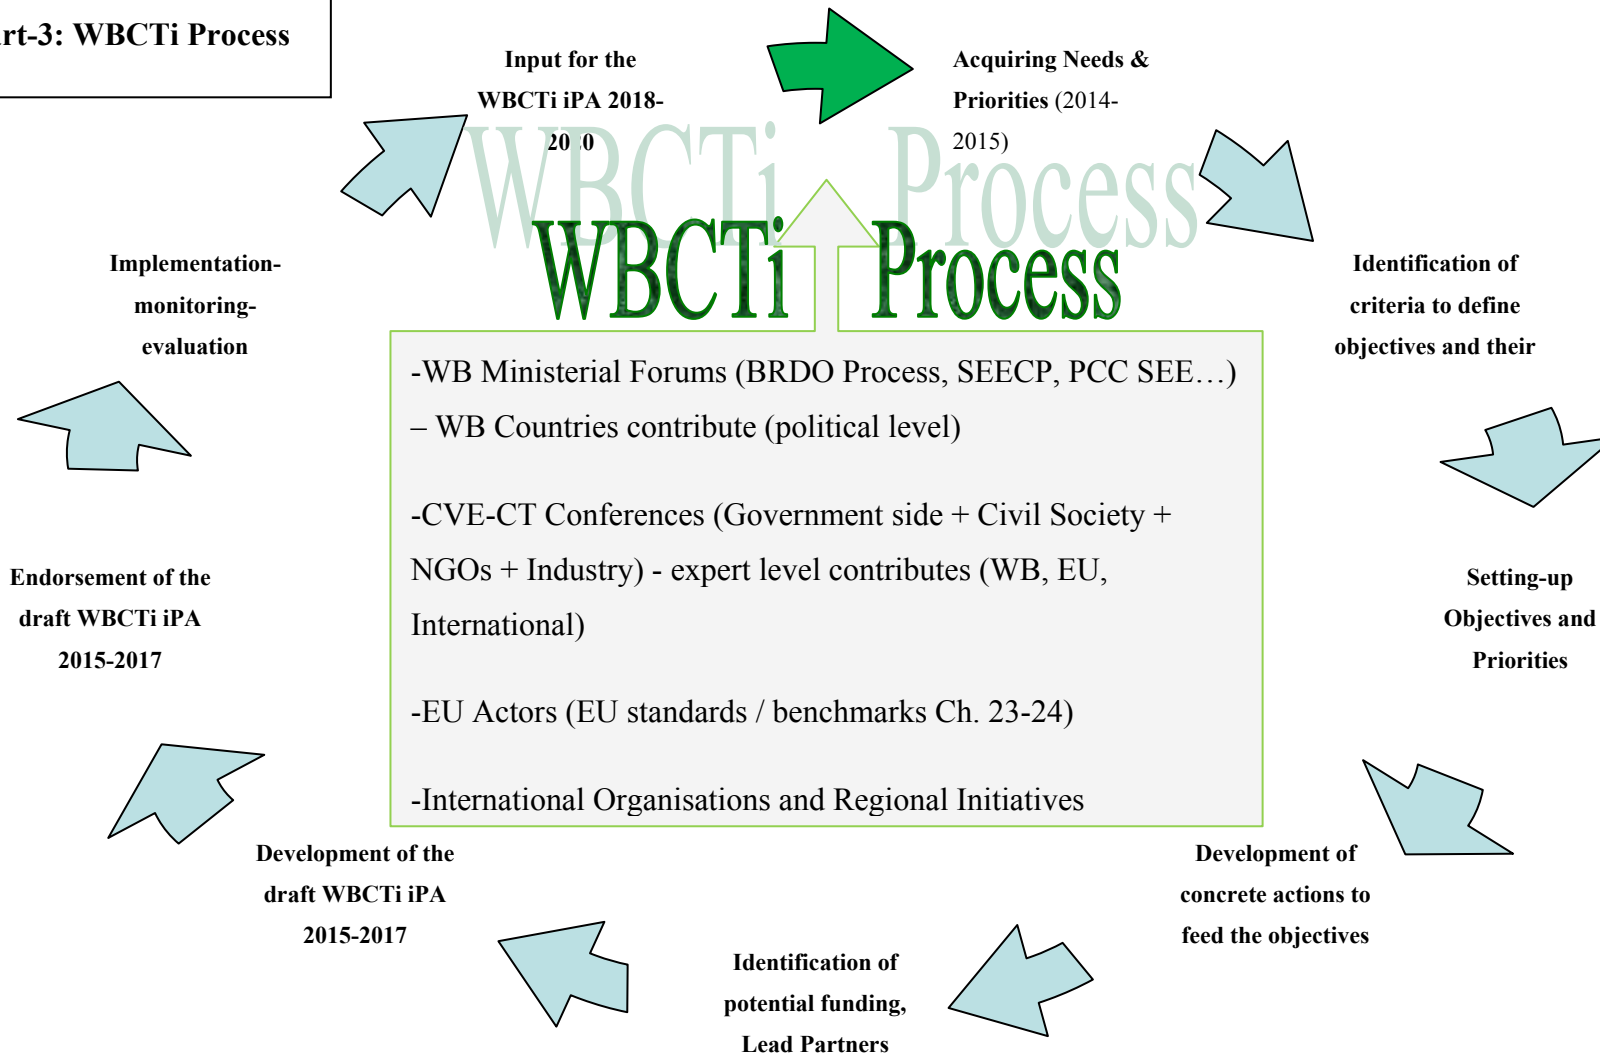 rt-3: WBCTi Process
Input for the
WBCTi iPA 2018-
2020
Acquiring Needs &
Priorities (2014-
2015)
WBCTi Process
WBCTi Process
Identification of
criteria to define
objectives and their
Setting-up
Objectives and
Priorities
Development of
concrete actions to
feed the objectives
Identification of
potential funding,
Lead Partners
Development of the
draft WBCTi iPA
2015-2017
Endorsement of the
draft WBCTi iPA
2015-2017
Implementation-
monitoring-
evaluation
-WB Ministerial Forums (BRDO Process, SEECP, PCC SEE…)
– WB Countries contribute (political level)
-CVE-CT Conferences (Government side + Civil Society +
NGOs + Industry) - expert level contributes (WB, EU,
International)
-EU Actors (EU standards / benchmarks Ch. 23-24)
-International Organisations and Regional Initiatives